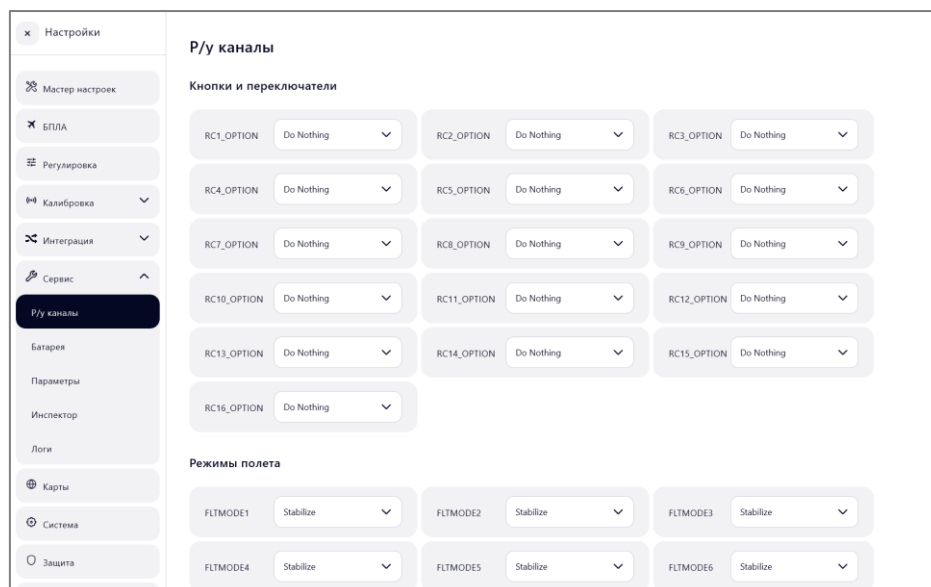 × Настройки
Мастер настроек
БПЛА
Регулировка
Калибровка
Интеграция
Сервис
Р/у каналы
Батарея
Параметры
Инспектор
Логи
Карты
Система
Защита
Р/у каналы
Кнопки и переключатели
RC1_OPTION Do Nothing RC2_OPTION Do Nothing RC3_OPTION Do Nothing
RC4_OPTION Do Nothing RC5_OPTION Do Nothing RC6_OPTION Do Nothing
RC7_OPTION Do Nothing RC8_OPTION Do Nothing RC9_OPTION Do Nothing
RC10_OPTION Do Nothing RC11_OPTION Do Nothing RC12_OPTION Do Nothing
RC13_OPTION Do Nothing RC14_OPTION Do Nothing RC15_OPTION Do Nothing
RC16_OPTION Do Nothing
Режимы полета
FLTMODE1 Stabilize FLTMODE2 Stabilize FLTMODE3 Stabilize
FLTMODE4 Stabilize FLTMODE5 Stabilize FLTMODE6 Stabilize